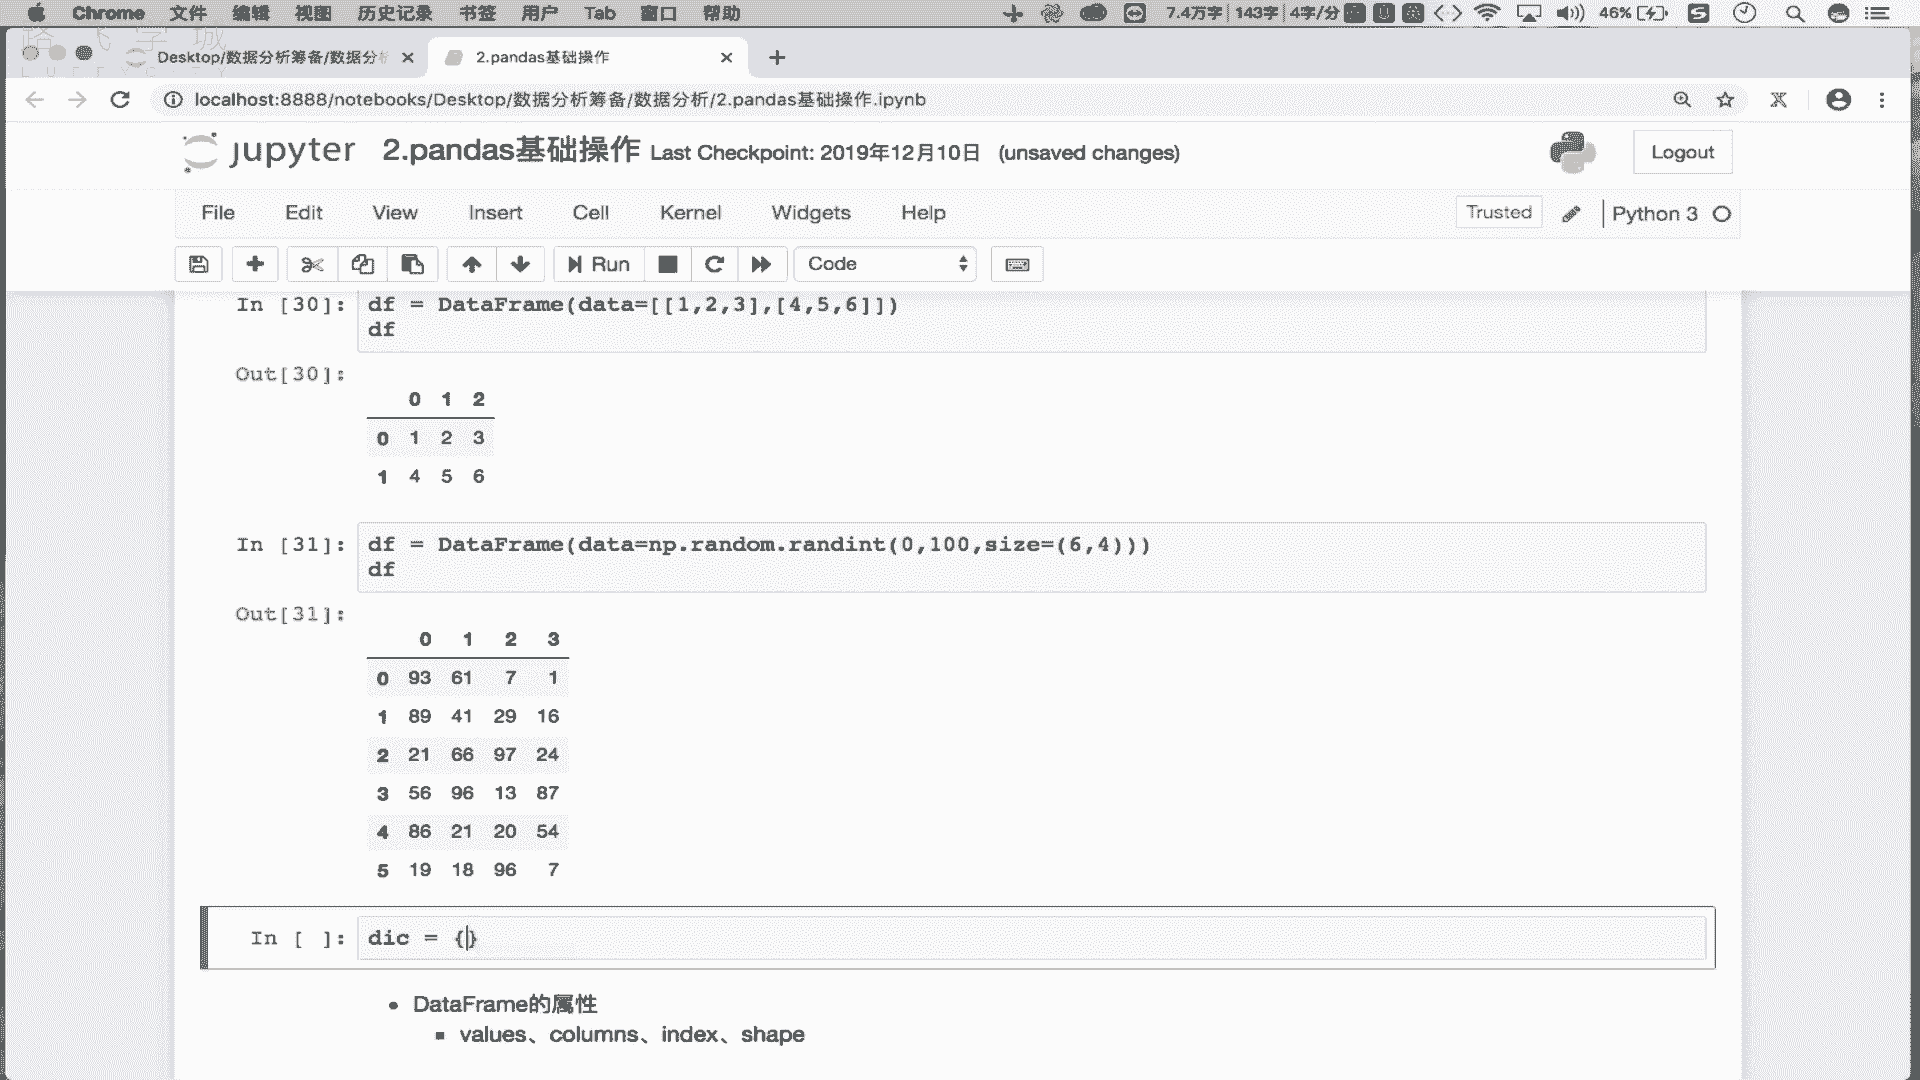 Chrome 文件 编辑 视图 历史记录 书签 用户 Tab 窗口 帮助 7.4万字 143字 4字/分 46%
Desktop/数据分析筹备/数据分析 2.pandas基础操作
localhost:8888/notebooks/Desktop/数据分析筹备/数据分析/2.pandas基础操作.ipynb
jupyter 2.pandas基础操作 Last Checkpoint: 2019年12月10日 (unsaved changes) Logout
File Edit View Insert Cell Kernel Widgets Help Trusted Python 3
Run Code
In [30]: df = DataFrame(data=[[1,2,3],[4,5,6]])
df
Out[30]:
0 1 2
0 1 2 3
1 4 5 6
In [31]: df = DataFrame(data=np.random.randint(0,100,size=(6,4)))
df
Out[31]:
0 1 2 3
0 93 61 7 1
1 89 41 29 16
2 21 66 97 24
3 56 96 13 87
4 86 21 20 54
5 19 18 96 7
In [ ]: dic = {}
• DataFrame的属性
▪ values、columns、index、shape